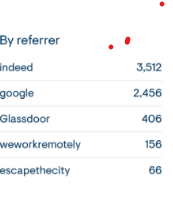 By referrer
indeed 3,512
google 2,456
Glassdoor 406
weworkremotely 156
escapethecity 66